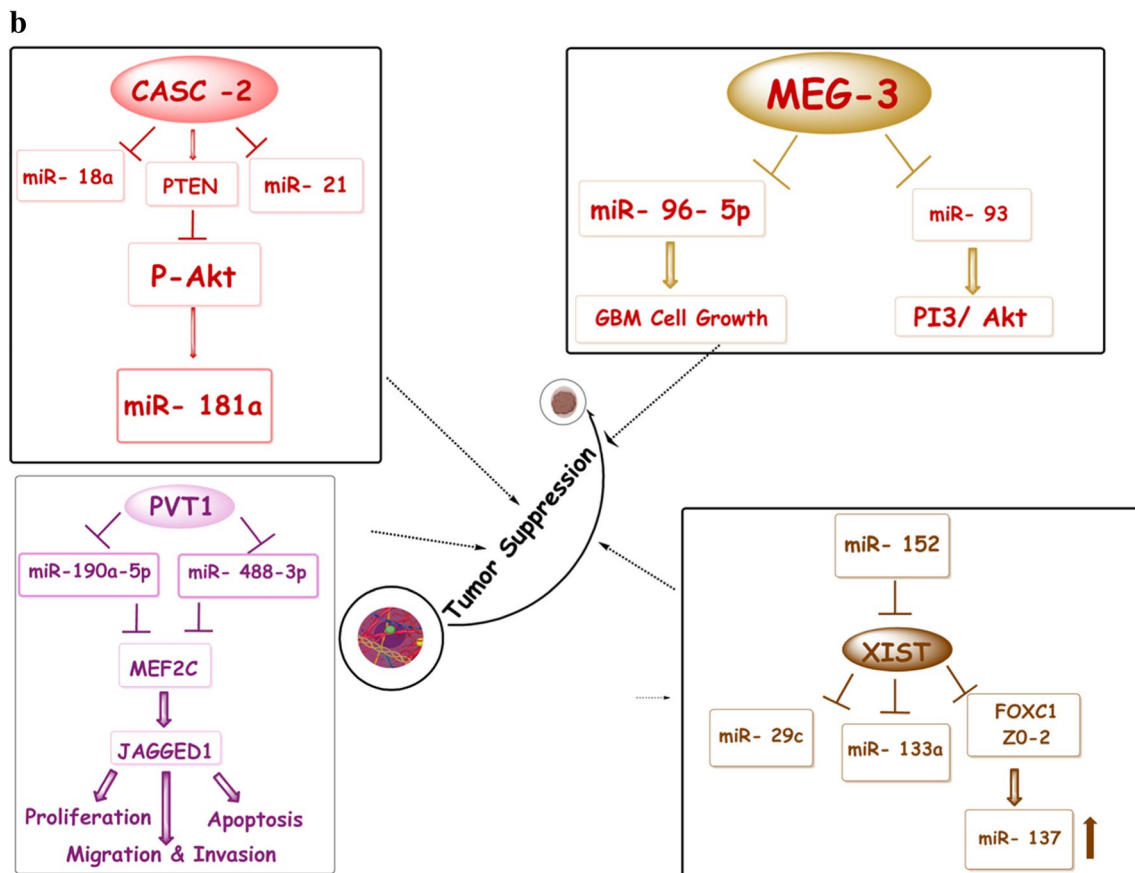 b
CASC -2
miR- 18a
PTEN
miR- 21
P-Akt
miR- 181a
MEG-3
miR- 96- 5p
miR- 93
GBM Cell Growth
PI3/ Akt
Tumor Suppression
PVT1
miR-190a-5p
miR- 488-3p
MEF2C
JAGGED1
Proliferation
Apoptosis
Migration & Invasion
miR- 152
XIST
miR- 29c
miR- 133a
FOXC1
ZO-2
miR- 137